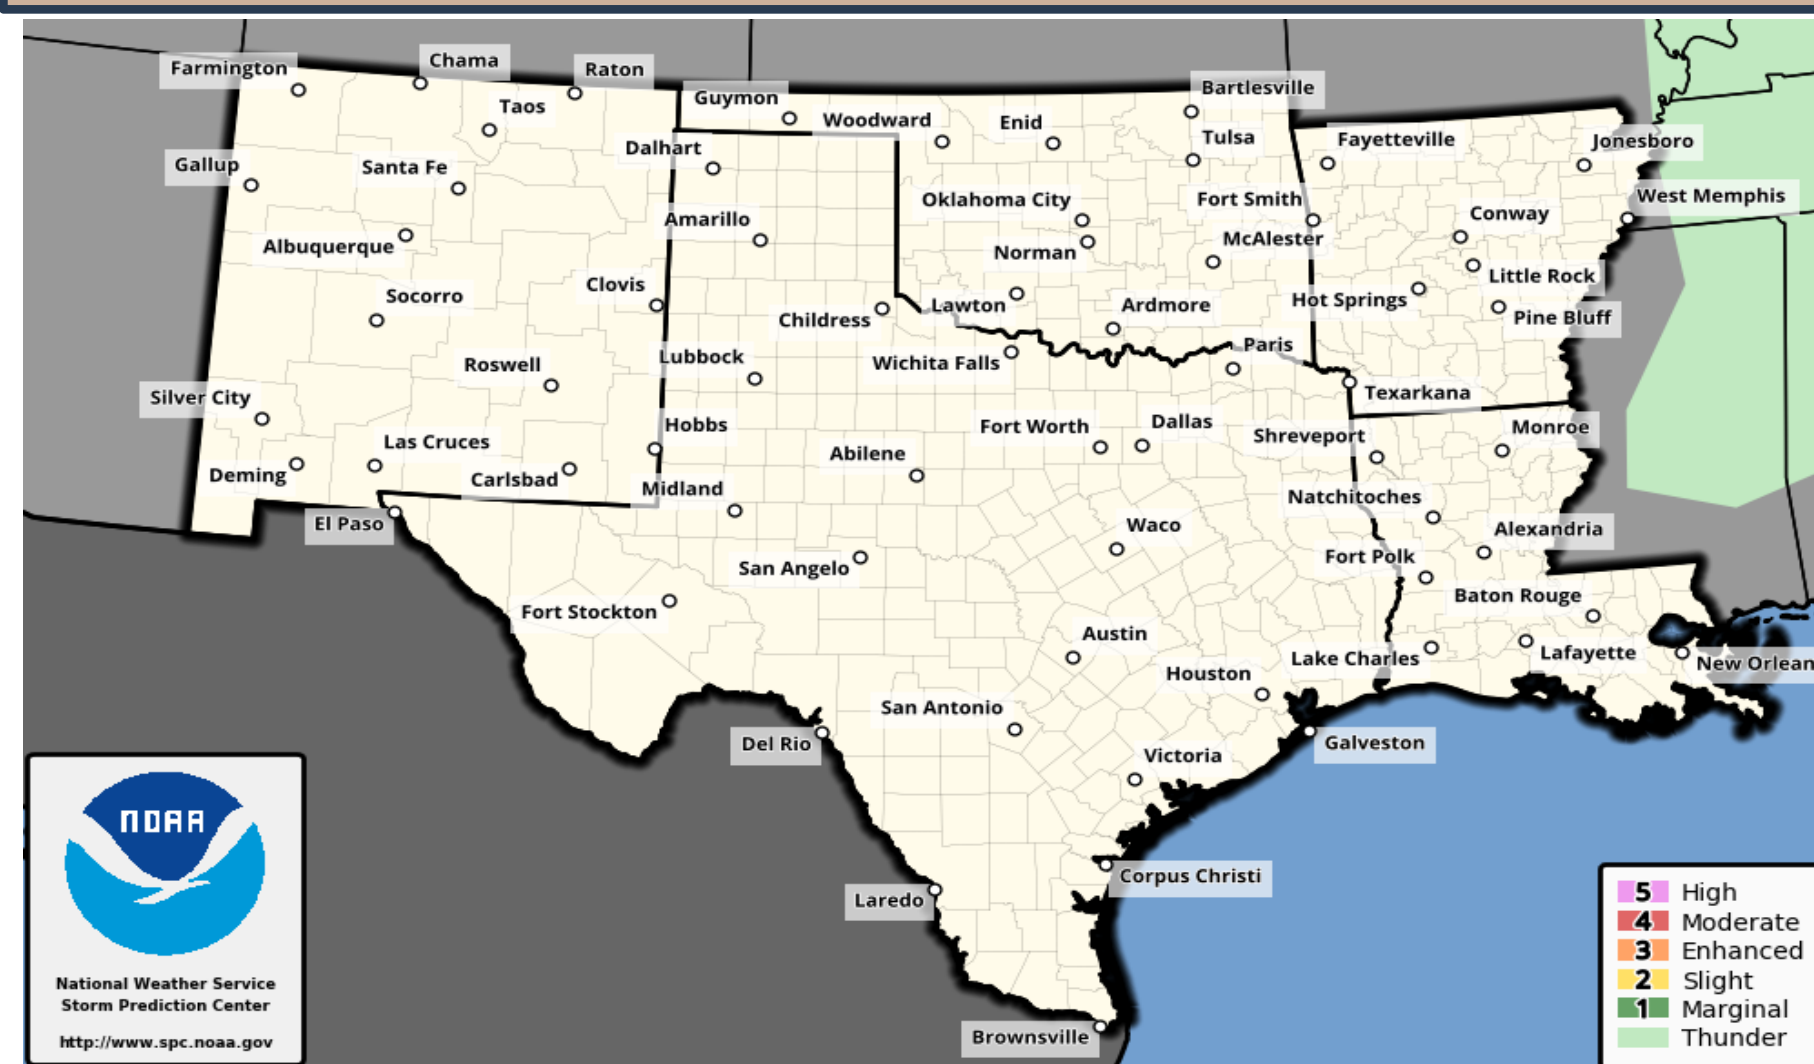 Chama
Farmington
Raton
Bartlesville
Guymon
Taos
Woodward
Enid
Tulsa
Fayetteville
Jonesboro
Dalhart
Gallup
Santa Fe
West Memphis
Oklahoma City
Fort Smith
Conway
Amarillo
McAlester
Albuquerque
Norman
Little Rock
Clovis
Socorro
Hot Springs
Lawton
Ardmore
Childress
Pine Bluff
Paris
Lubbock
Wichita Falls
Roswell
Texarkana
Silver City
Hobbs
Dallas
Fort Worth
Monroe
Shreveport
Las Cruces
Abilene
Deming
Carlsbad
Midland
Natchitoches
El Paso
Waco
Alexandria
Fort Polk
San Angelo
Baton Rouge
Fort Stockton
Austin
Lafayette
Lake Charles
New Orlean
Houston
San Antonio
Del Rio
Galveston
Victoria
Corpus Christi
Laredo
Brownsville
NOAA
National Weather Service
Storm Prediction Center
http://www.spc.noaa.gov
5 High
4 Moderate
3 Enhanced
2 Slight
1 Marginal
Thunder